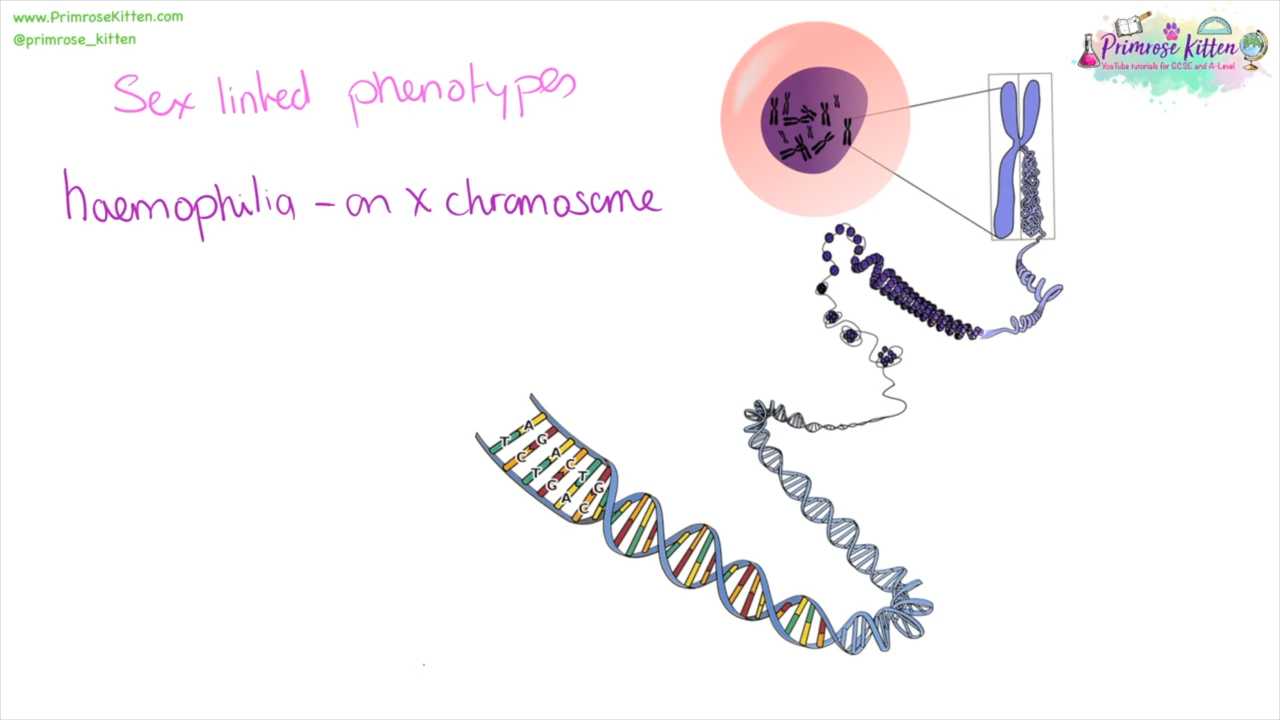 www.PrimroseKitten.com
@primrose_kitten
Primrose Kitten
YouTube tutorials for GCSE and A-Level
Sex linked phenotypes
haemophilia - on X chromosome
A
T
G
C
A
C
T
T
G
G
A
C